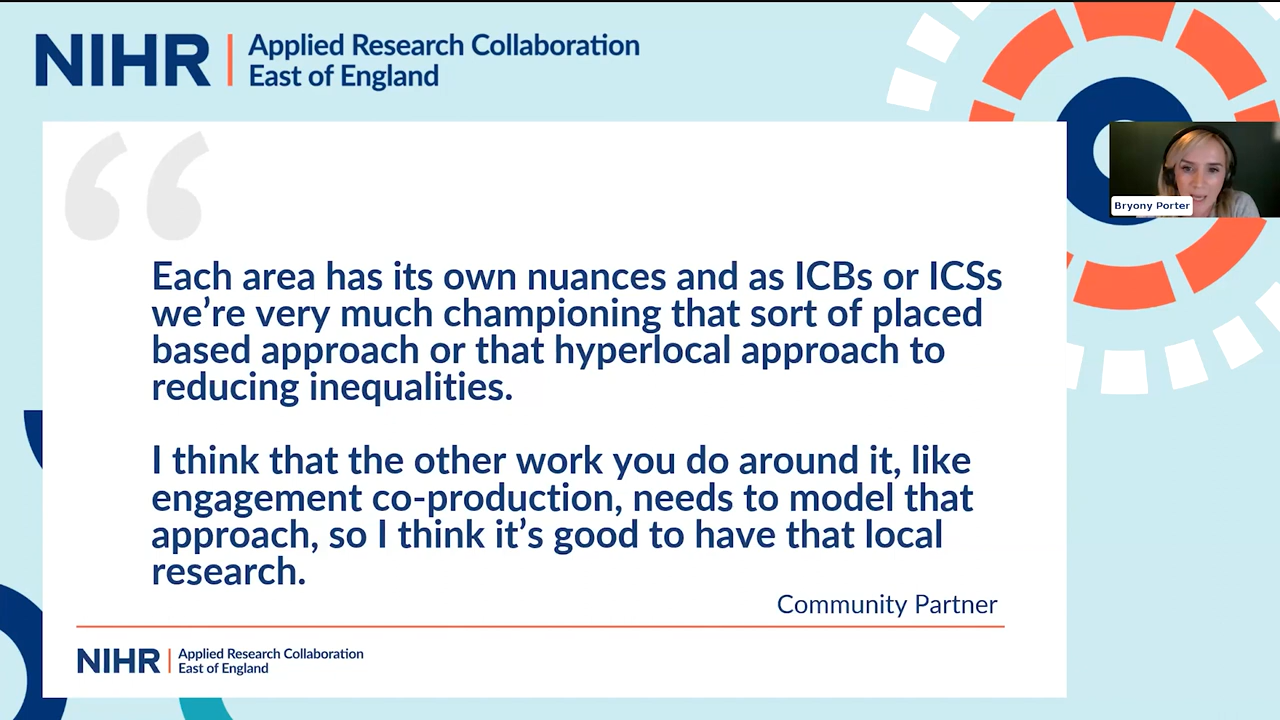 NIHR | Applied Research Collaboration
East of England
Bryony Porter
Each area has its own nuances and as ICBs or ICSs
we're very much championing that sort of placed
based approach or that hyperlocal approach to
reducing inequalities.
I think that the other work you do around it, like
engagement co-production, needs to model that
approach, so I think it's good to have that local
research.
Community Partner
NIHR | Applied Research Collaboration
East of England